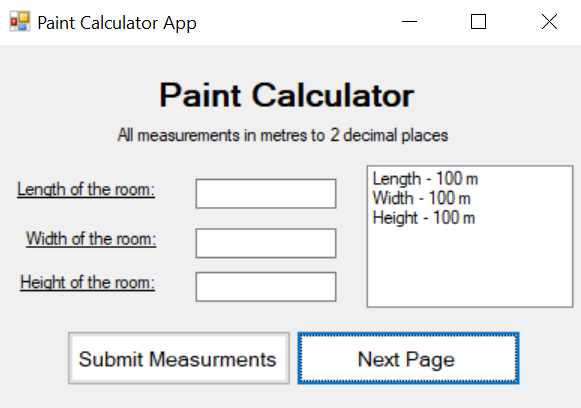 Paint Calculator App
Paint Calculator
All measurements in metres to 2 decimal places
Length of the room:
Width of the room:
Height of the room:
Length - 100 m
Width - 100 m
Height - 100 m
Submit Measurments
Next Page